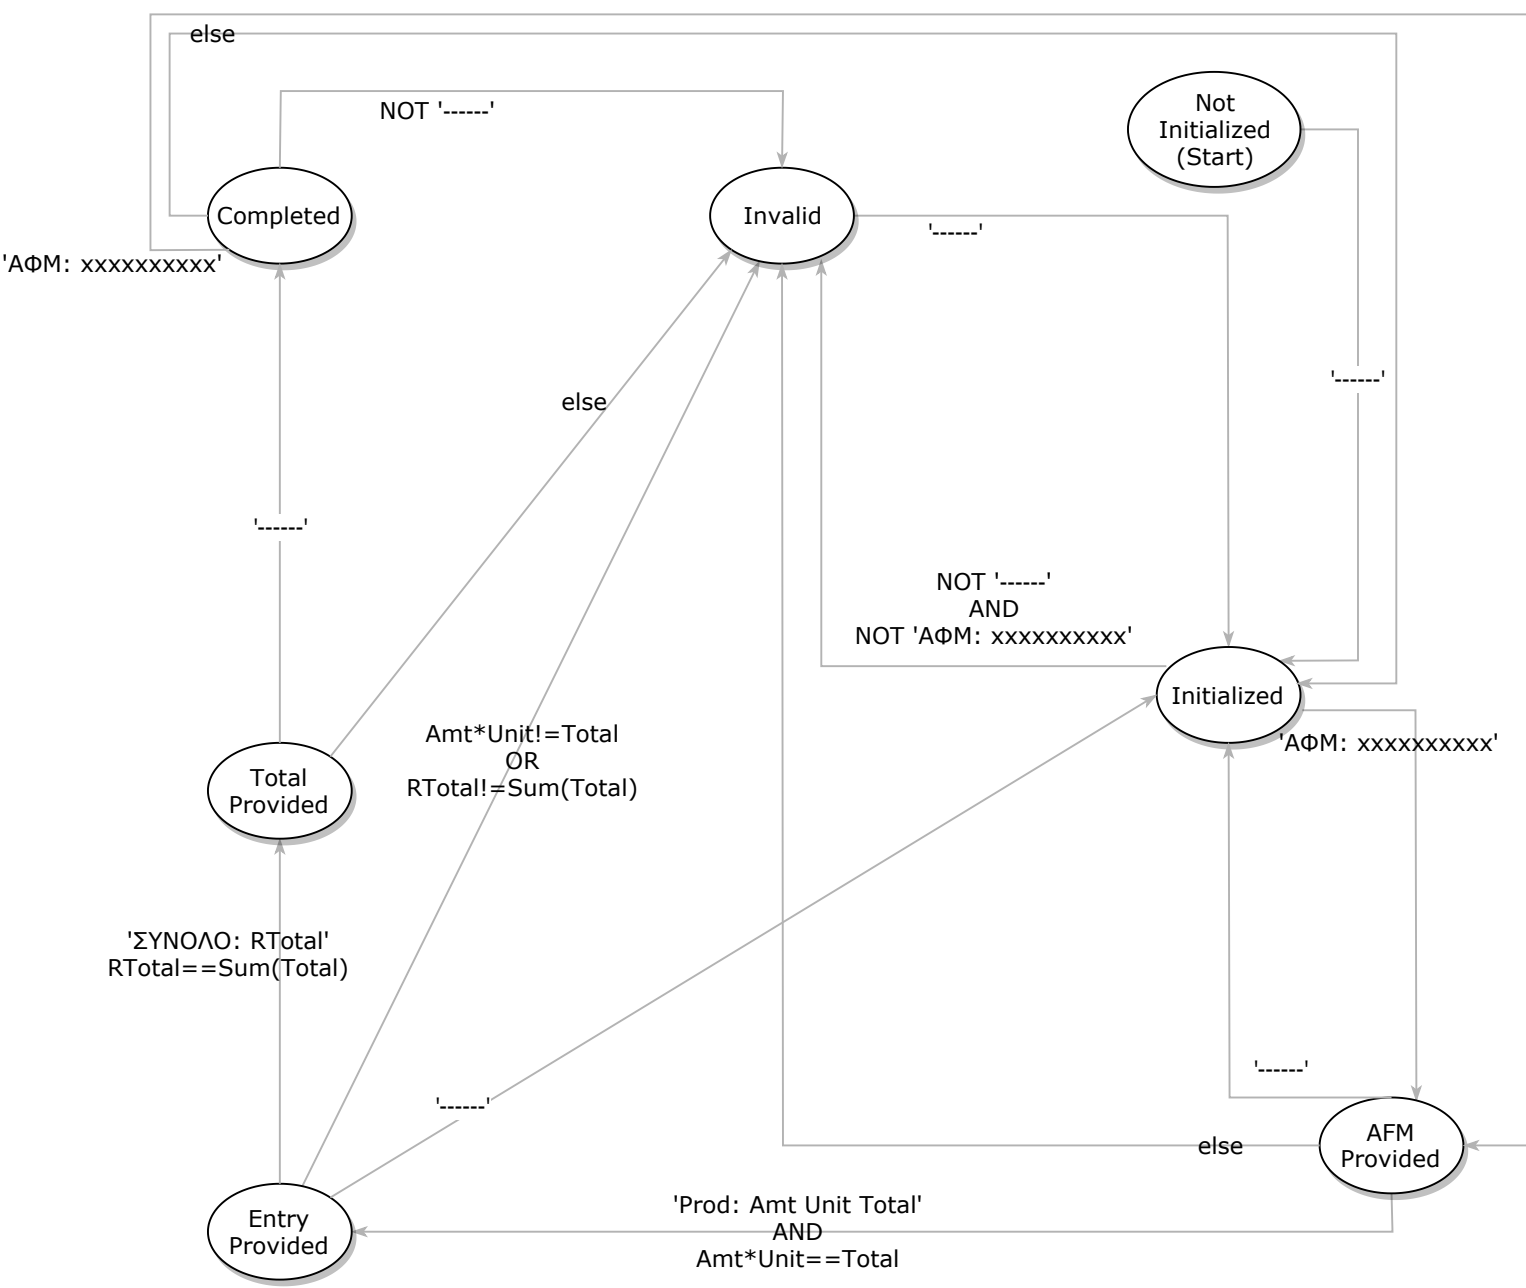 else
NOT '------'
Not
Initialized
(Start)
Completed
Invalid
'------'
'ΑΦΜ: xxxxxxxxxx'
'------'
else
'------'
NOT '------'
AND
NOT 'ΑΦΜ: xxxxxxxxxx'
Initialized
'ΑΦΜ: xxxxxxxxxx'
Amt*Unit!=Total
OR
RTotal!=Sum(Total)
Total
Provided
'ΣΥΝΟΛΟ: RTotal'
RTotal==Sum(Total)
'------'
'------'
else
AFM
Provided
Entry
Provided
'Prod: Amt Unit Total'
AND
Amt*Unit==Total